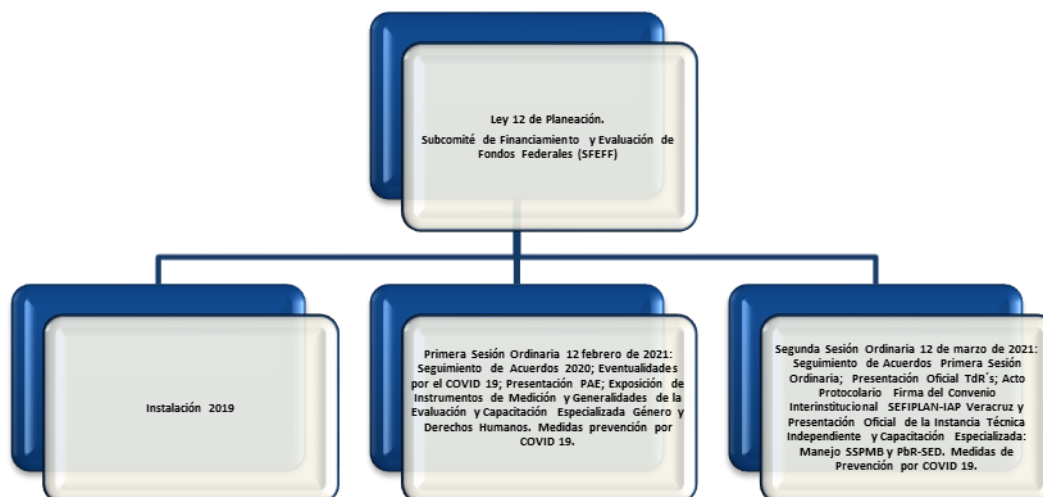 Ley 12 de Planeación.
Subcomité de Financiamiento y Evaluación de
Fondos Federales (SFEFF)
Instalación 2019
Primera Sesión Ordinaria 12 febrero de 2021:
Seguimiento de Acuerdos 2020; Eventualidades
por el COVID 19; Presentación PAE; Exposición de
Instrumentos de Medición y Generalidades de la
Evaluación y Capacitación Especializada Género y
Derechos Humanos. Medidas prevención por
COVID 19.
Segunda Sesión Ordinaria 12 de marzo de 2021:
Seguimiento de Acuerdos Primera Sesión
Ordinaria; Presentación Oficial TdR´s; Acto
Protocolario Firma del Convenio
Interinstitucional SEFIPLAN-IAP Veracruz y
Presentación Oficial de la Instancia Técnica
Independiente y Capacitación Especializada:
Manejo SSPMB y PbR-SED. Medidas de
Prevención por COVID 19.